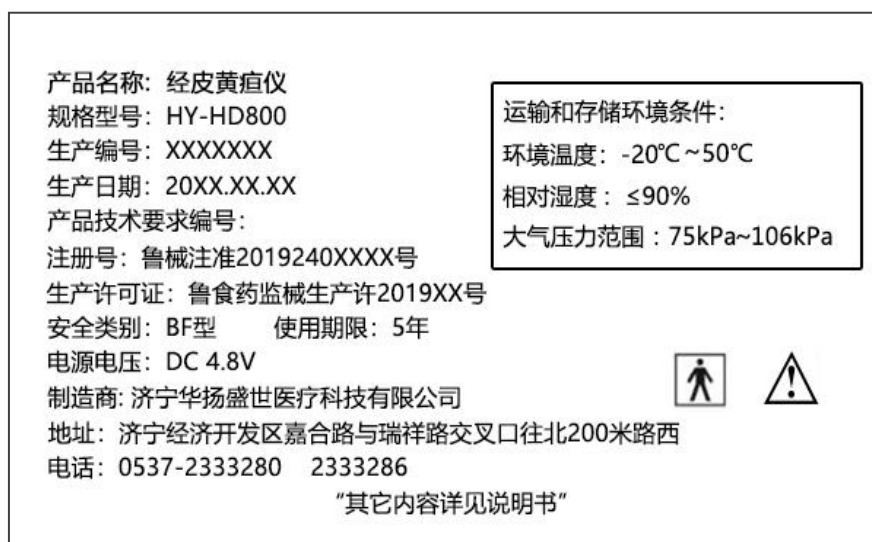 产品名称: 经皮黄疸仪
规格型号: HY-HD800
生产编号: XXXXXXX
生产日期: 20XX.XX.XX
产品技术要求编号:
注册号: 鲁械注准2019240XXXX号
生产许可证: 鲁食药监械生产许2019XX号
安全类别: BF型 使用期限: 5年
电源电压: DC 4.8V
制造商: 济宁华扬盛世医疗科技有限公司
地址: 济宁经济开发区嘉合路与瑞祥路交叉口往北200米路西
电话: 0537-2333280 2333286
“其它内容详见说明书”
运输和存储环境条件:
环境温度: -20℃~50℃
相对湿度: ≤90%
大气压力范围: 75kPa~106kPa